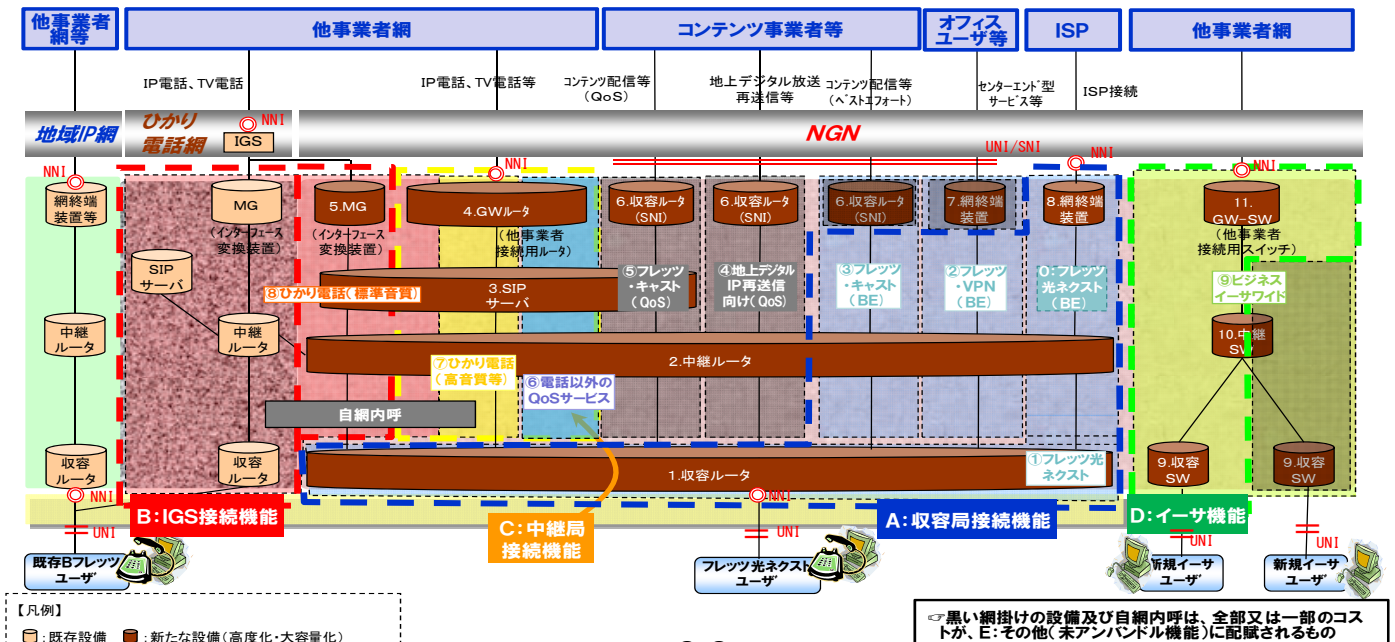 他事業者
網等
他事業者網
コンテンツ事業者等
オフィス
ユーザ等
ISP
他事業者網
IP電話、TV電話
IP電話、TV電話等
コンテンツ配信等
（QoS）
地上デジタル放送
再送信等
コンテンツ配信等
（ベストエフォート）
センターエンド型
サービス等
ISP接続
地域IP網
ひかり
電話網
NNI
IGS
NGN
UNI/SNI
NNI
NNI
NNI
NNI
網終端
装置等
MG
（インターフェース
変換装置）
5.MG
（インターフェース
変換装置）
4.GWルータ
（他事業者
接続用ルータ）
6.収容ルータ
（SNI）
6.収容ルータ
（SNI）
6.収容ルータ
（SNI）
7.網終端
装置
8.網終端
装置
11.
GW-SW
（他事業者
接続用スイッチ）
SIP
サーバ
⑧ひかり電話（標準音質）
3.SIP
サーバ
⑤フレッツ
・キャスト
（QoS）
④地上デジタル
IP再送信
向け（QoS）
③フレッツ
・キャスト
（BE）
②フレッツ
・VPN
（BE）
0:フレッツ
光ネクスト
（BE）
⑨ビジネス
イーサワイド
中継
ルータ
中継
ルータ
2.中継ルータ
10.中継
SW
⑦ひかり電話
（高音質等）
⑥電話以外の
QoSサービス
自網内呼
収容
ルータ
収容
ルータ
1.収容ルータ
①フレッツ光
ネクスト
9.収容
SW
9.収容
SW
NNI
NNI
B：IGS接続機能
C：中継局
接続機能
A：収容局接続機能
D：イーサ機能
UNI
UNI
UNI
UNI
既存Bフレッツ
ユーザ
フレッツ光ネクスト
ユーザ
新規イーサ
ユーザ
新規イーサ
ユーザ
【凡例】
：既存設備 ：新たな設備（高度化・大容量化）
☞黒い網掛けの設備及び自網内呼は、全部又は一部のコス
トが、E：その他（未アンバンドル機能）に配賦されるもの